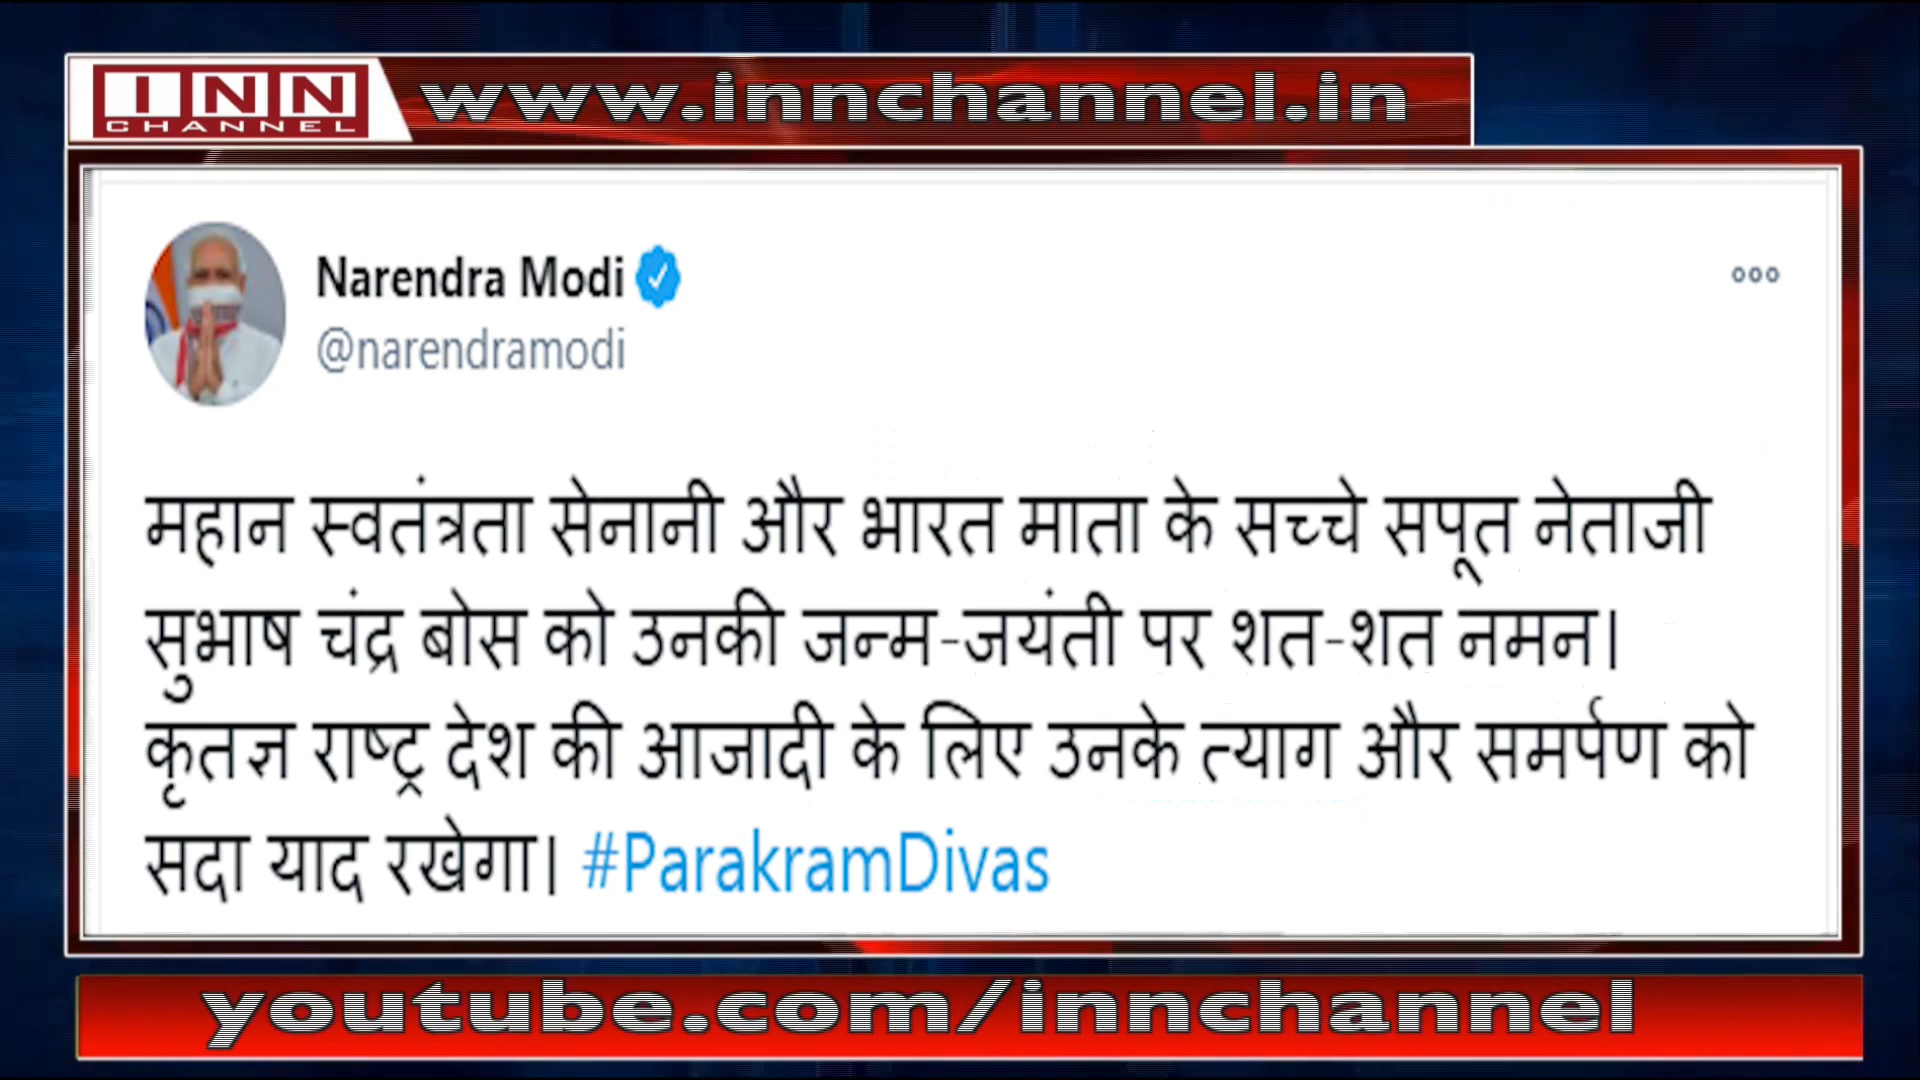 INN
CHANNEL
www.innchannel.in
Narendra Modi
@narendramodi
महान स्वतंत्रता सेनानी और भारत माता के सच्चे सपूत नेताजी
सुभाष चंद्र बोस को उनकी जन्म-जयंती पर शत-शत नमन।
कृतज्ञ राष्ट्र देश की आजादी के लिए उनके त्याग और समर्पण को
सदा याद रखेगा। #ParakramDivas
youtube.com/innchannel